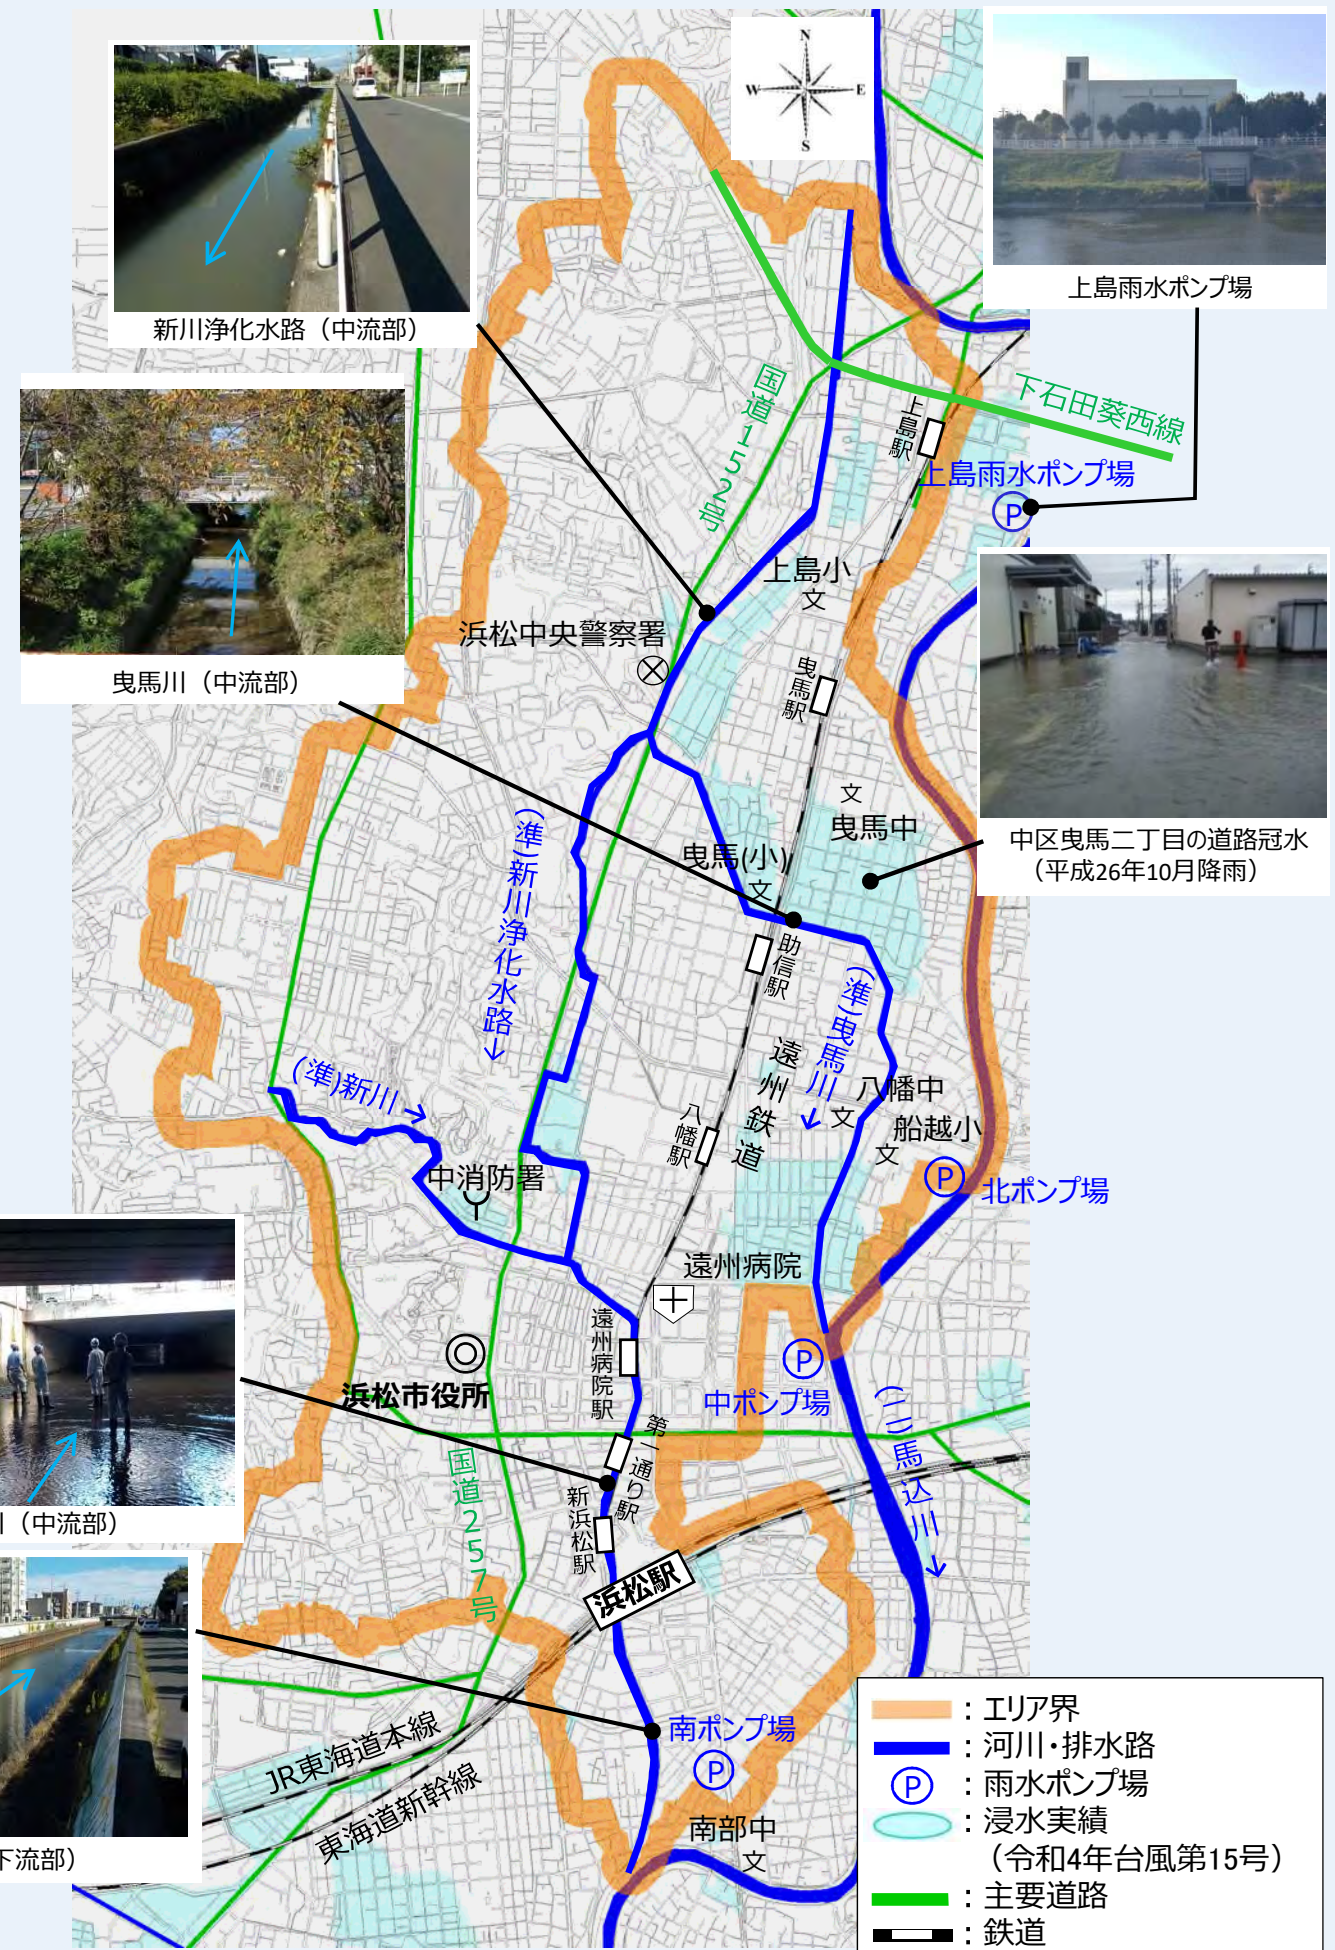 N
W
E
S
新川浄化水路（中流部）
上島雨水ポンプ場
曳馬川（中流部）
国道152号
上島駅
下石田葵西線
上島雨水ポンプ場
P
上島小
文
浜松中央警察署
曳馬駅
文
曳馬中
曳馬(小)
文
中区曳馬二丁目の道路冠水
（平成26年10月降雨）
(準)新川浄化水路→
助信駅
(準)曳馬川→
遠州鉄道
(準)新川→
八幡駅
八幡中
文
船越小
文
P
北ポンプ場
中消防署
遠州病院
遠州病院駅
P
中ポンプ場
浜松市役所
(二)馬込川→
第一通り駅
国道257号
新浜松駅
川（中流部）
浜松駅
下流部）
南ポンプ場
P
JR東海道本線
東海道新幹線
南部中
文
：エリア界
：河川・排水路
P：雨水ポンプ場
：浸水実績
（令和4年台風第15号）
：主要道路
：鉄道